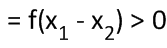 = f(x₁ - x₂) > 0